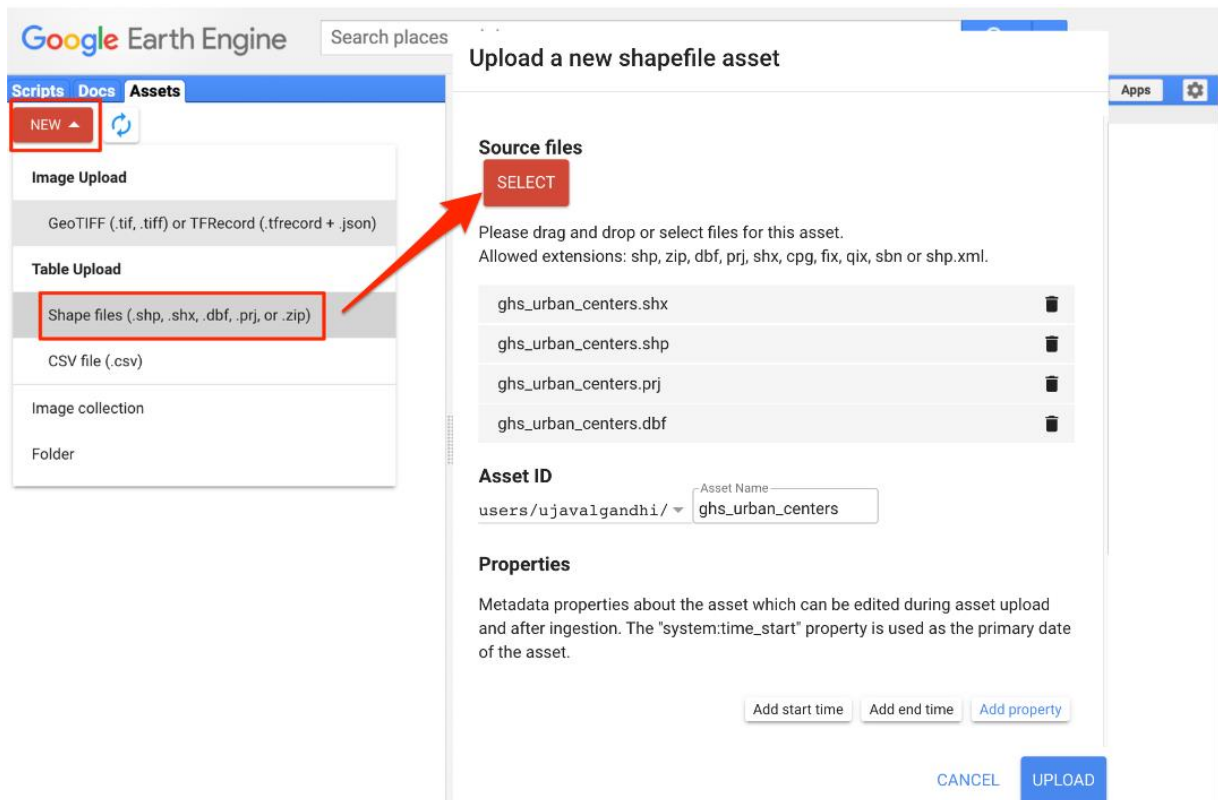 Google Earth Engine
Search places
Scripts Docs Assets
NEW
Image Upload
GeoTIFF (.tif, .tiff) or TFRecord (.tfrecord + .json)
Table Upload
Shape files (.shp, .shx, .dbf, .prj, or .zip)
CSV file (.csv)
Image collection
Folder
Upload a new shapefile asset
Apps
Source files
SELECT
Please drag and drop or select files for this asset.
Allowed extensions: shp, zip, dbf, prj, shx, cpg, fix, qix, sbn or shp.xml.
ghs_urban_centers.shx
ghs_urban_centers.shp
ghs_urban_centers.prj
ghs_urban_centers.dbf
Asset ID
Asset Name
users/ujavalgandhi/ ghs_urban_centers
Properties
Metadata properties about the asset which can be edited during asset upload
and after ingestion. The "system:time_start" property is used as the primary date
of the asset.
Add start time Add end time Add property
CANCEL UPLOAD